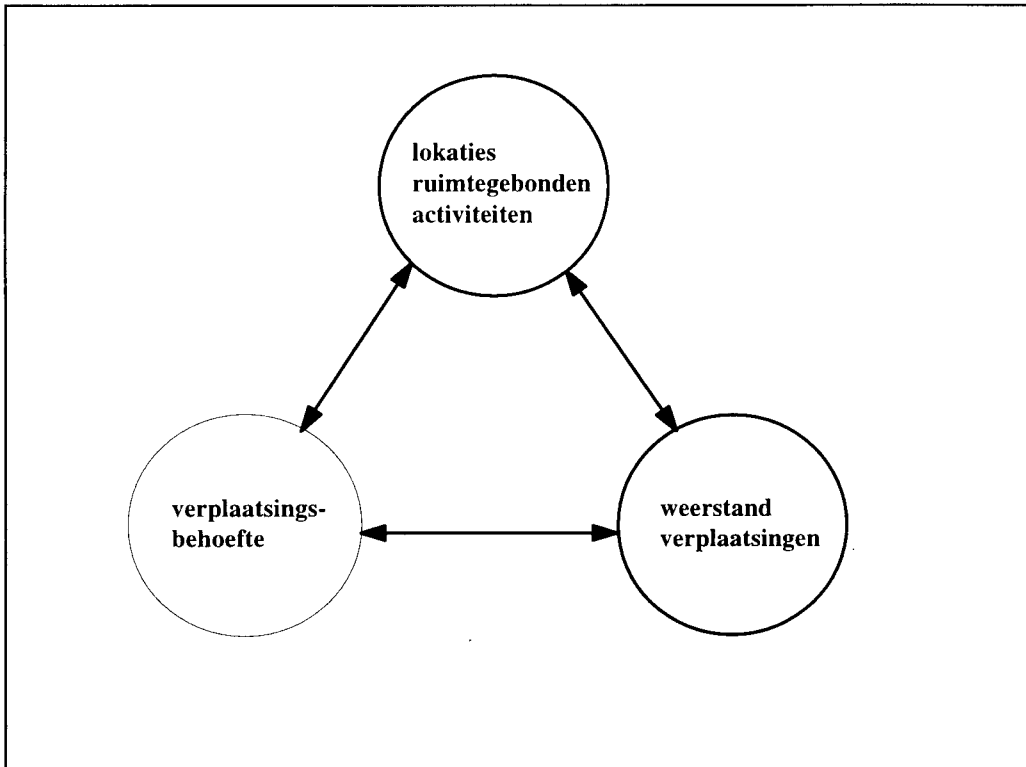 lokaties
ruimtegebonden
activiteiten
verplaatsings-
behoefte
weerstand
verplaatsingen